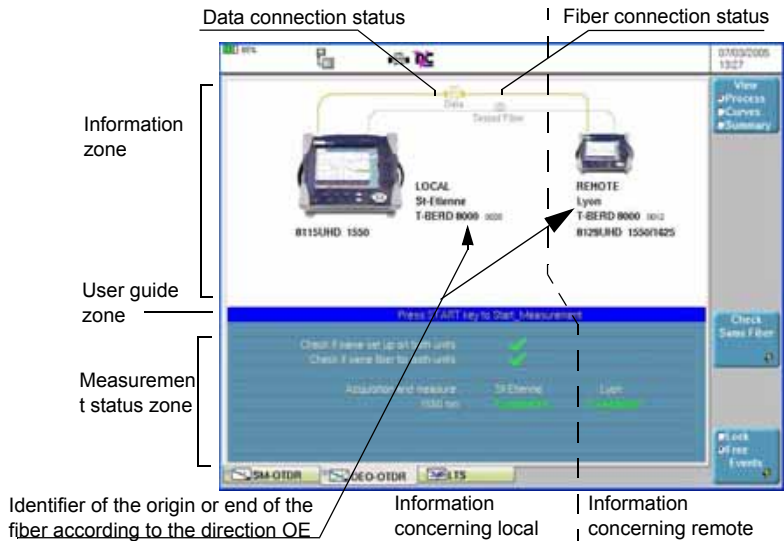 Data connection status
Fiber connection status
07/03/2005
13:27
Data
Tested Fiber
View
Process
Curves
Summary
Information
zone
LOCAL
St-Etienne
T-BERD 8000
8115UHD 1550
REMOTE
Lyon
T-BERD 8000
8129UHD 1550/1625
User guide
zone
Press START key to Start_Measurement
Check
Same Fiber
Check if same set up on both units
Check if same fiber for both units
Measuremen
t status zone
Acquisition and measure
St-Etienne
Lyon
1550 nm
Lock
Free
Events
SM-OTDR
OEO-OTDR
LTS
Identifier of the origin or end of the
fiber according to the direction OE
Information
concerning local
Information
concerning remote